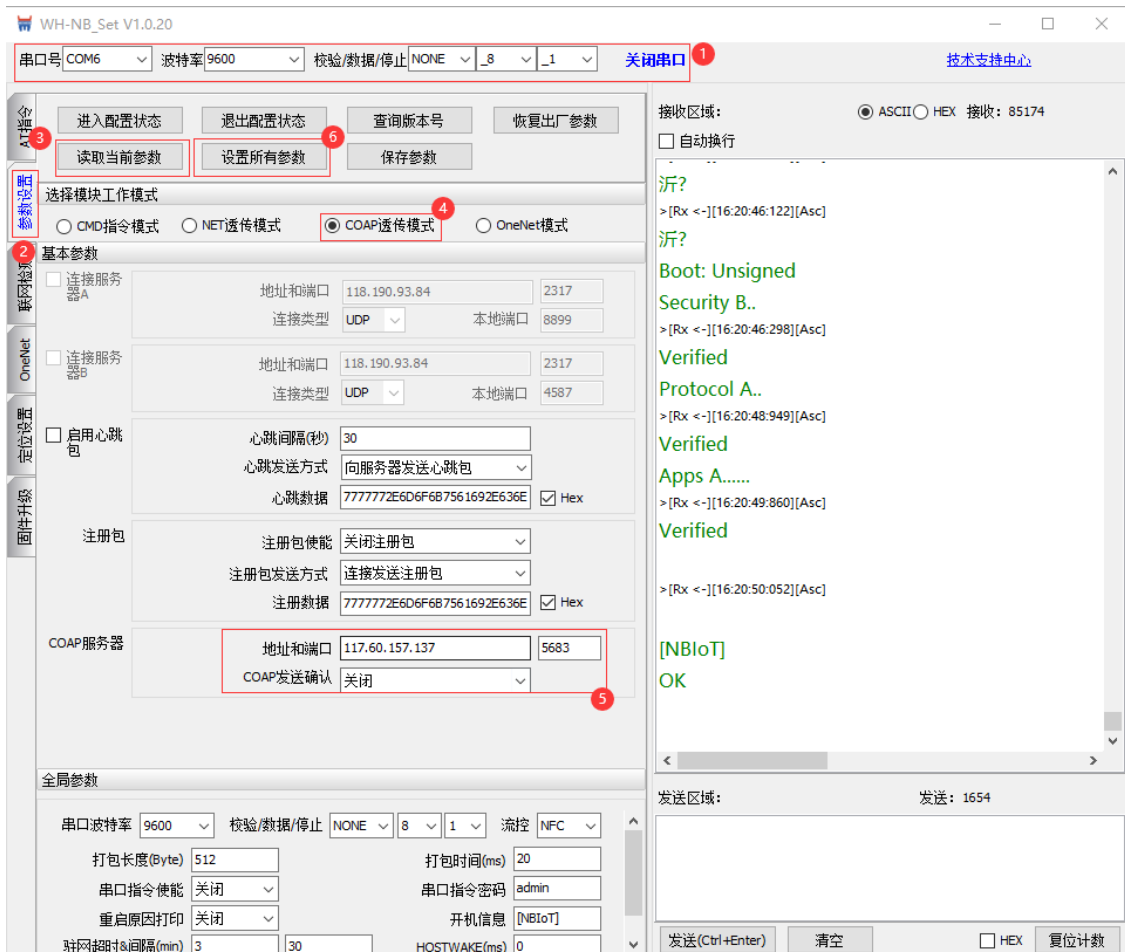 WH-NB_Set V1.0.20
串口号 COM6 波特率 9600 校验/数据/停止 NONE _8 _1 关闭串口 1 技术支持中心
AT指令
3
进入配置状态 退出配置状态 查询版本号 恢复出厂参数
6
读取当前参数 设置所有参数 保存参数
参数设置
2
选择模块工作模式
4
CMD指令模式 NET透传模式 COAP透传模式 OneNet模式
基本参数
连接服务器A
地址和端口 118.190.93.84 2317
连接类型 UDP 本地端口 8899
OneNet
连接服务器B
地址和端口 118.190.93.84 2317
连接类型 UDP 本地端口 4587
定位设置
启用心跳包
心跳间隔(秒) 30
心跳发送方式 向服务器发送心跳包
心跳数据 7777772E6D6F6B7561692E636E Hex
固件升级
注册包
注册包使能 关闭注册包
注册包发送方式 连接发送注册包
注册数据 7777772E6D6F6B7561692E636E Hex
COAP服务器
地址和端口 117.60.157.137 5683
COAP发送确认 关闭
5
全局参数
串口波特率 9600 校验/数据/停止 NONE 8 1 流控 NFC
打包长度(Byte) 512 打包时间(ms) 20
串口指令使能 关闭 串口指令密码 admin
重启原因打印 关闭 开机信息 [NBIoT]
驻网超时&间隔(min) 3 30 HOSTWAKE(ms) 0
接收区域: ASCII HEX 接收: 85174
自动换行
沂?
>[Rx <-][16:20:46:122][Asc]
沂?
Boot: Unsigned
Security B..
>[Rx <-][16:20:46:298][Asc]
Verified
Protocol A..
>[Rx <-][16:20:48:949][Asc]
Verified
Apps A......
>[Rx <-][16:20:49:860][Asc]
Verified
>[Rx <-][16:20:50:052][Asc]
[NBIoT]
OK
发送区域: 发送: 1654
发送(Ctrl+Enter) 清空 HEX 复位计数